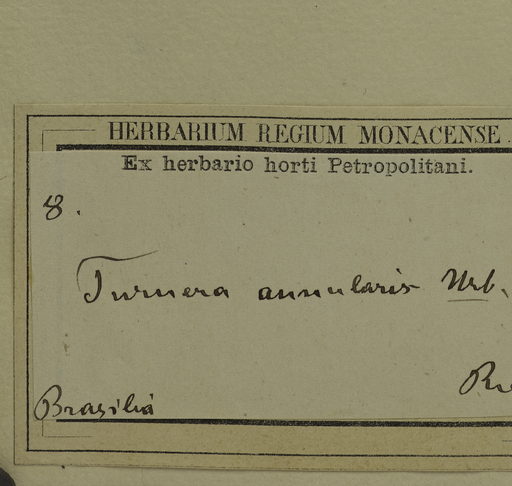 HERBARIUM REGIUM MONACENSE.
Ex herbario horti Petropolitani.
8.
Turnera annularis Urb.
Brasilia